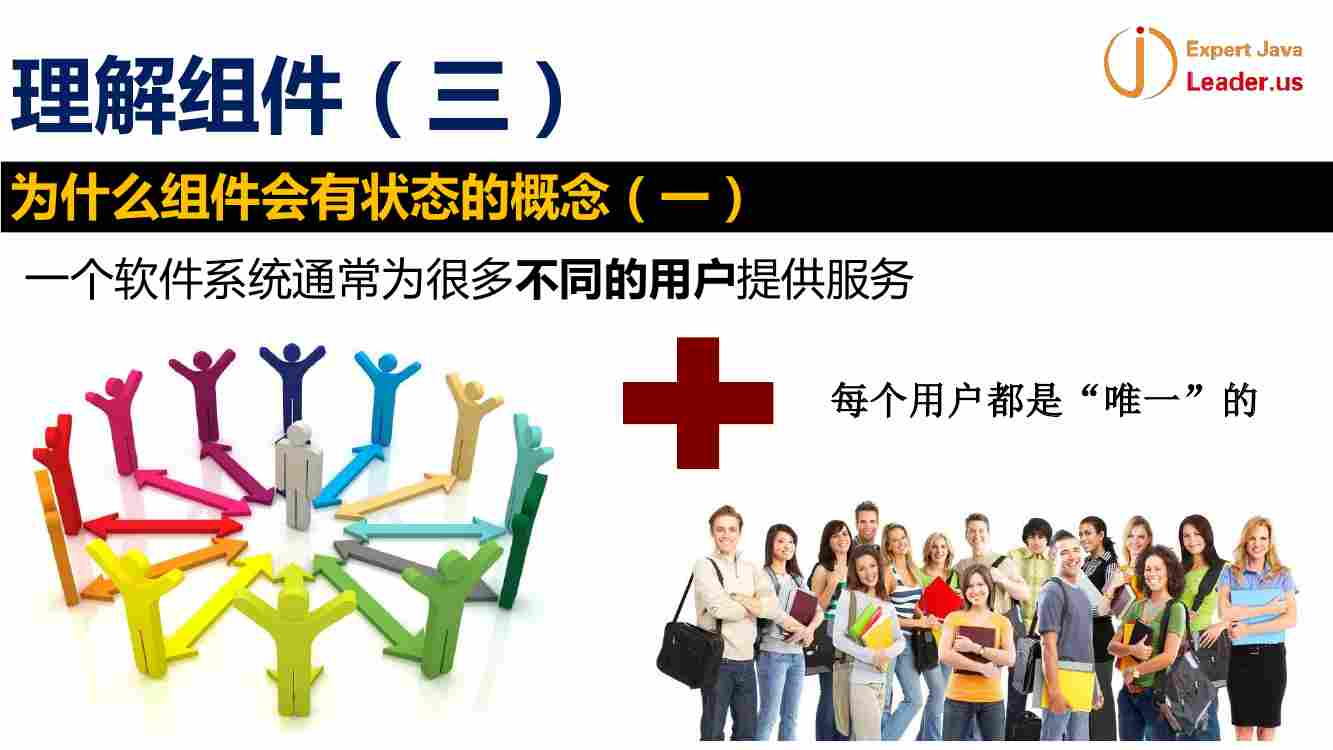 理解组件（三）
Expert Java
Leader.us
为什么组件会有状态的概念（一）
一个软件系统通常为很多不同的用户提供服务
每个用户都是“唯一”的